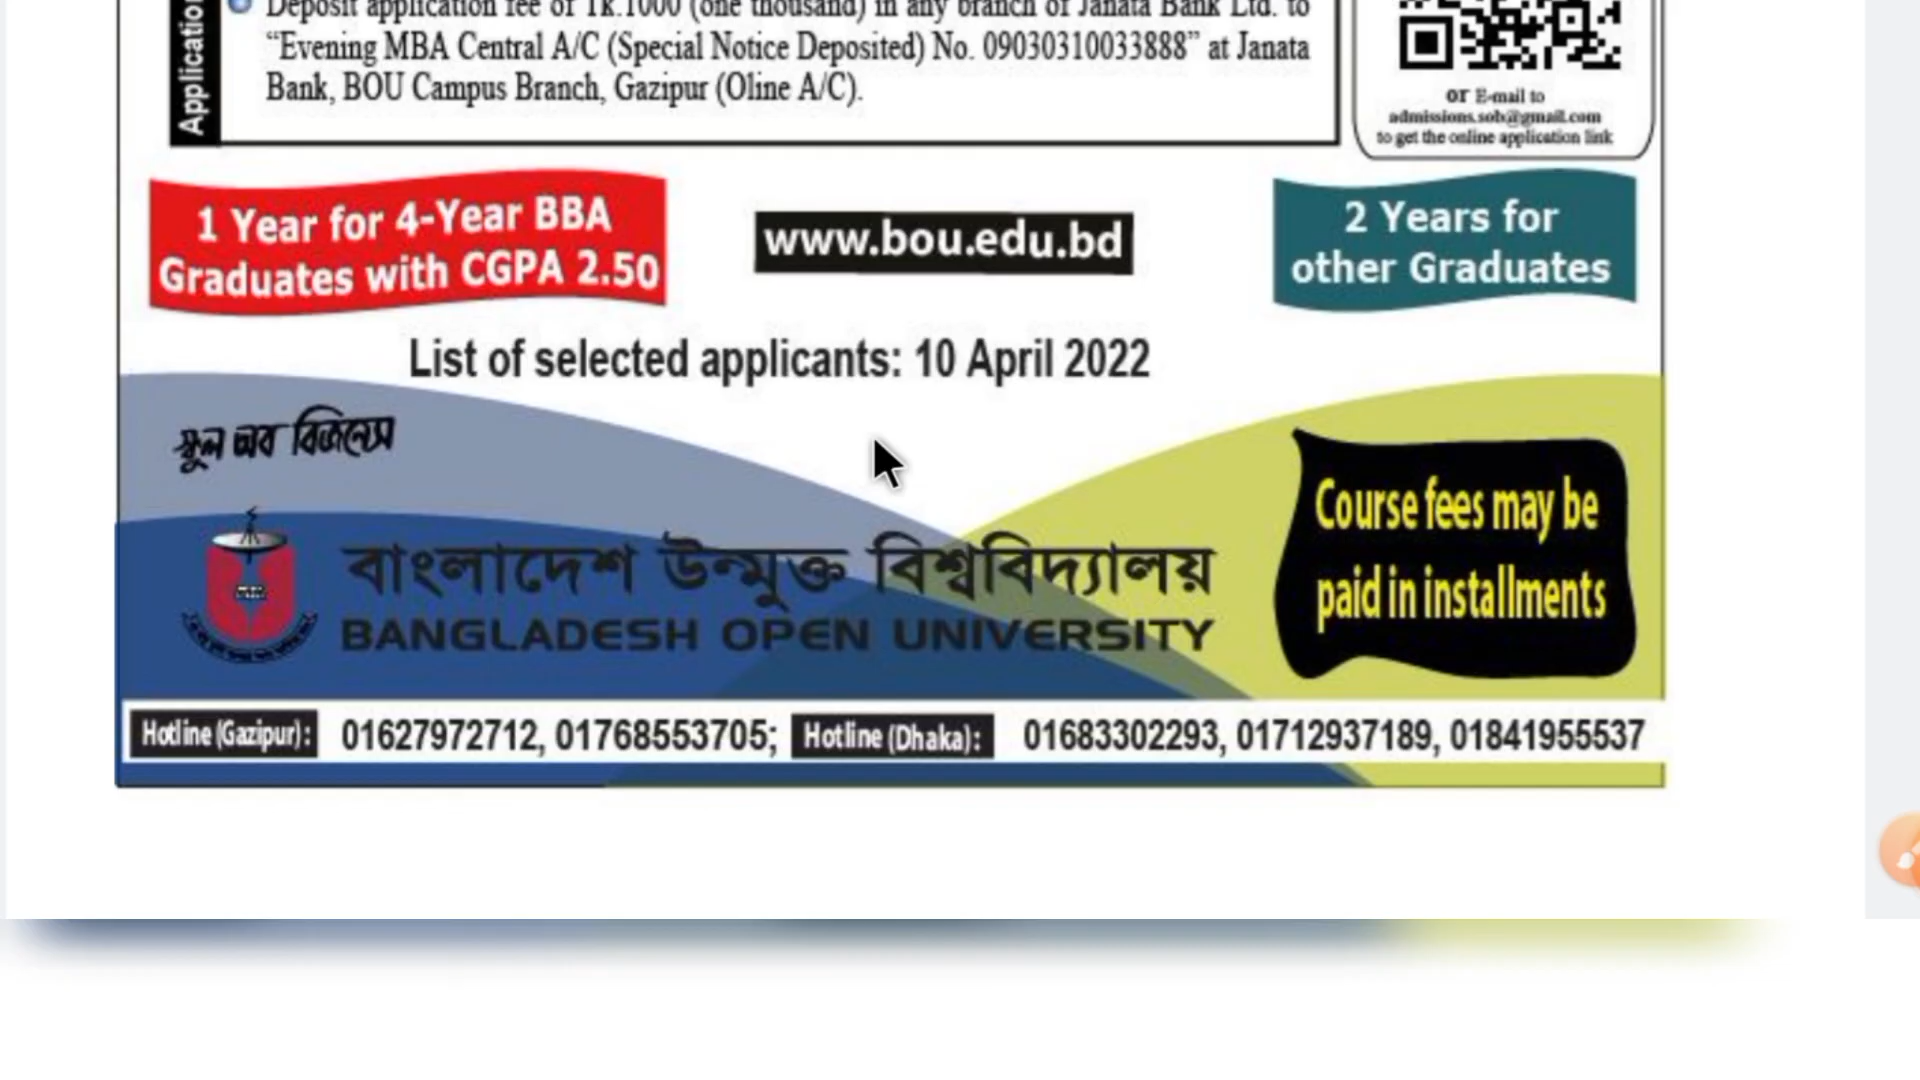 Application
Deposit application fee of Tk.1000 (one thousand) in any branch of Janata Bank Ltd. to
“Evening MBA Central A/C (Special Notice Deposited) No. 09030310033888” at Janata
Bank, BOU Campus Branch, Gazipur (Oline A/C).
or E-mail to
admissions.sob@gmail.com
to get the online application link
1 Year for 4-Year BBA
Graduates with CGPA 2.50
www.bou.edu.bd
2 Years for
other Graduates
List of selected applicants: 10 April 2022
স্কুল অব বিজনেস
Course fees may be
paid in installments
বাংলাদেশ উন্মুক্ত বিশ্ববিদ্যালয়
BANGLADESH OPEN UNIVERSITY
Hotline (Gazipur): 01627972712, 01768553705; Hotline (Dhaka): 01683302293, 01712937189, 01841955537